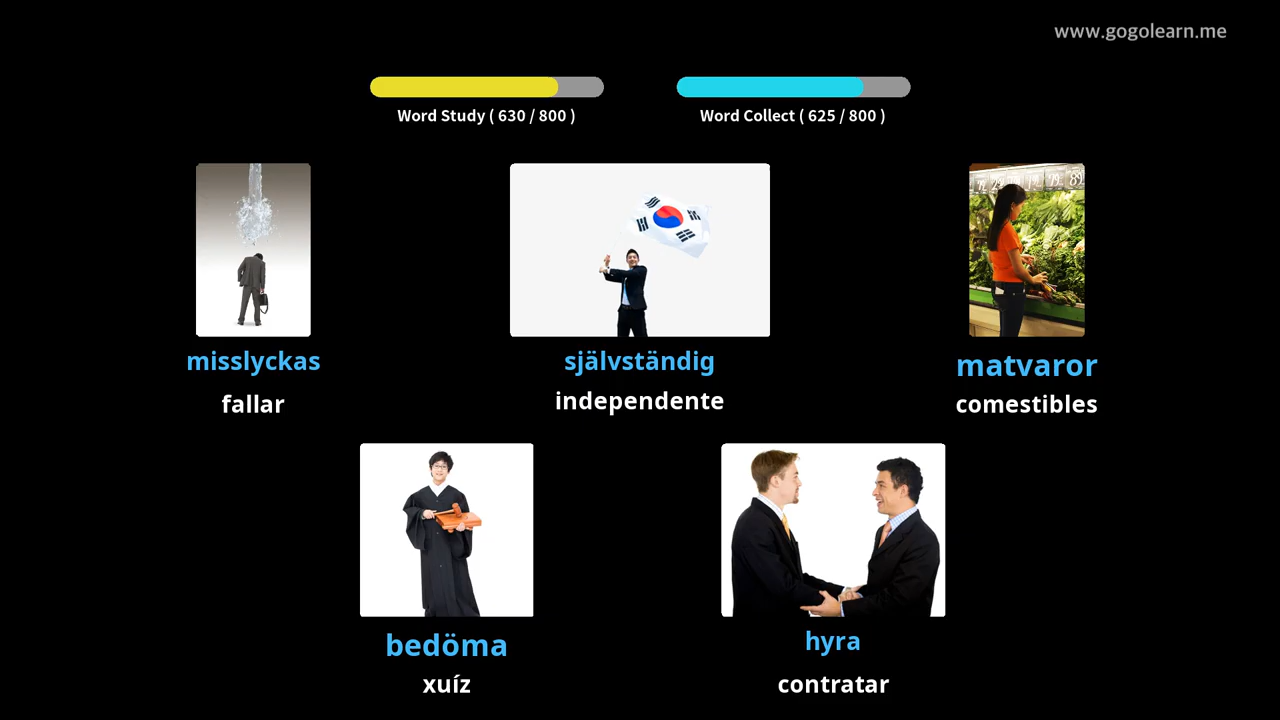 www.gogolearn.me
Word Study ( 630 / 800 )
Word Collect ( 625 / 800 )
misslyckas
självständig
matvaror
fallar
independente
comestibles
bedöma
hyra
xuíz
contratar